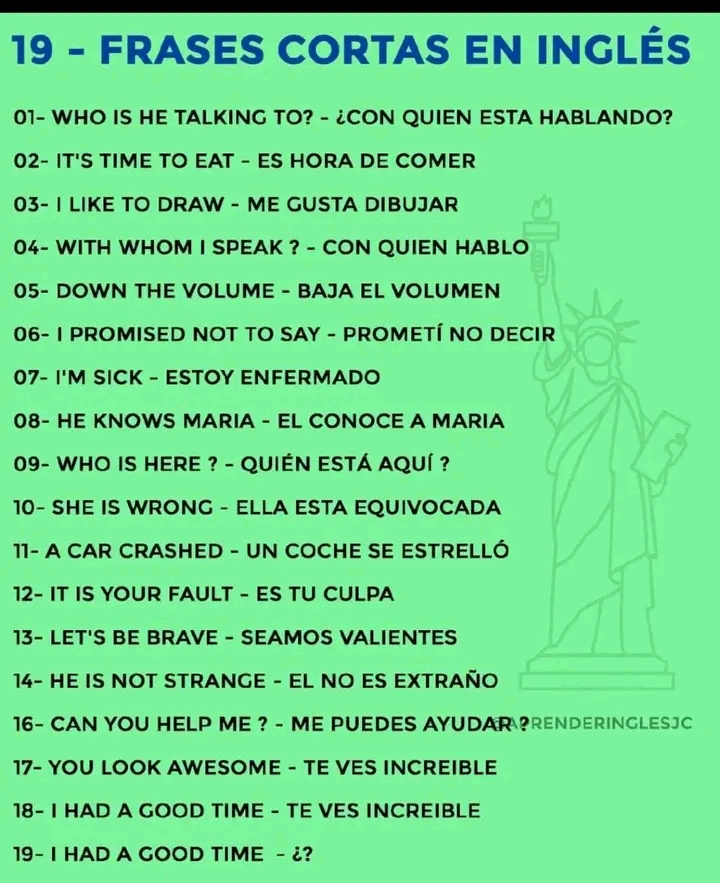 19 - FRASES CORTAS EN INGLÉS
01- WHO IS HE TALKING TO? - ¿CON QUIEN ESTA HABLANDO?
02- IT'S TIME TO EAT - ES HORA DE COMER
03- I LIKE TO DRAW - ME GUSTA DIBUJAR
04- WITH WHOM I SPEAK ? - CON QUIEN HABLO
05- DOWN THE VOLUME - BAJA EL VOLUMEN
06- I PROMISED NOT TO SAY - PROMETÍ NO DECIR
07- I'M SICK - ESTOY ENFERMADO
08- HE KNOWS MARIA - EL CONOCE A MARIA
09- WHO IS HERE ? - QUIÉN ESTÁ AQUÍ ?
10- SHE IS WRONG - ELLA ESTA EQUIVOCADA
11- A CAR CRASHED - UN COCHE SE ESTRELLÓ
12- IT IS YOUR FAULT - ES TU CULPA
13- LET'S BE BRAVE - SEAMOS VALIENTES
14- HE IS NOT STRANGE - EL NO ES EXTRAÑO
16- CAN YOU HELP ME ? - ME PUEDES AYUDAR ? @APRENDERINGLESJC
17- YOU LOOK AWESOME - TE VES INCREIBLE
18- I HAD A GOOD TIME - TE VES INCREIBLE
19- I HAD A GOOD TIME - ¿?